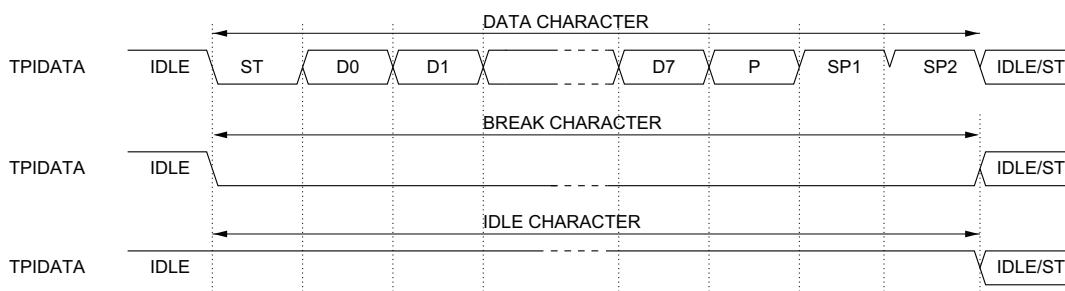 DATA CHARACTER
TPIDATA IDLE ST D0 D1 D7 P SP1 SP2 IDLE/ST
BREAK CHARACTER
TPIDATA IDLE IDLE/ST
IDLE CHARACTER
TPIDATA IDLE IDLE/ST